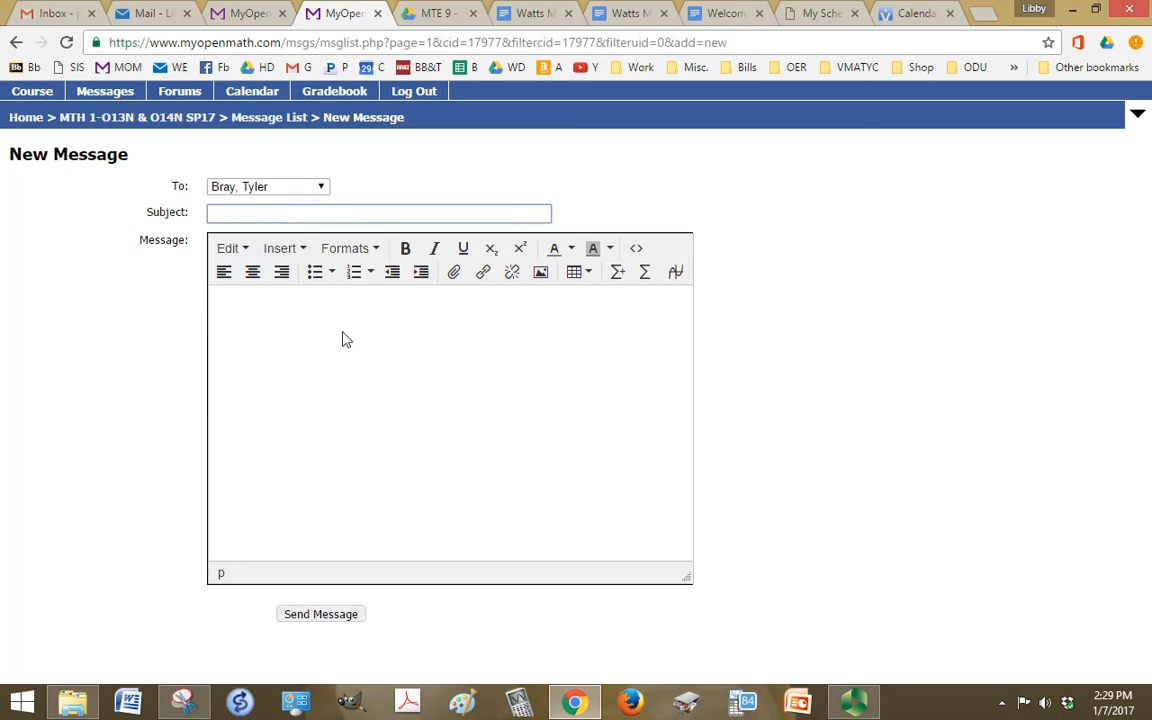 Inbox - p
Mail - Li
MyOpen
MyOpen
MTE 9 -
Watts M
Watts M
Welcom
My Sche
Calenda
Libby
https://www.myopenmath.com/msgs/msglist.php?page=1&cid=17977&filtercid=17977&filteruid=0&add=new
Bb SIS MOM WE Fb HD G P C BB&T B WD A Y Work Misc. Bills OER VMATYC Shop ODU » Other bookmarks
Course Messages Forums Calendar Gradebook Log Out
Home > MTH 1-O13N & O14N SP17 > Message List > New Message
New Message
To: Bray, Tyler
Subject:
Message:
Edit Insert Formats B I U X₂ X² A A <>
p
Send Message
2:29 PM
1/7/2017